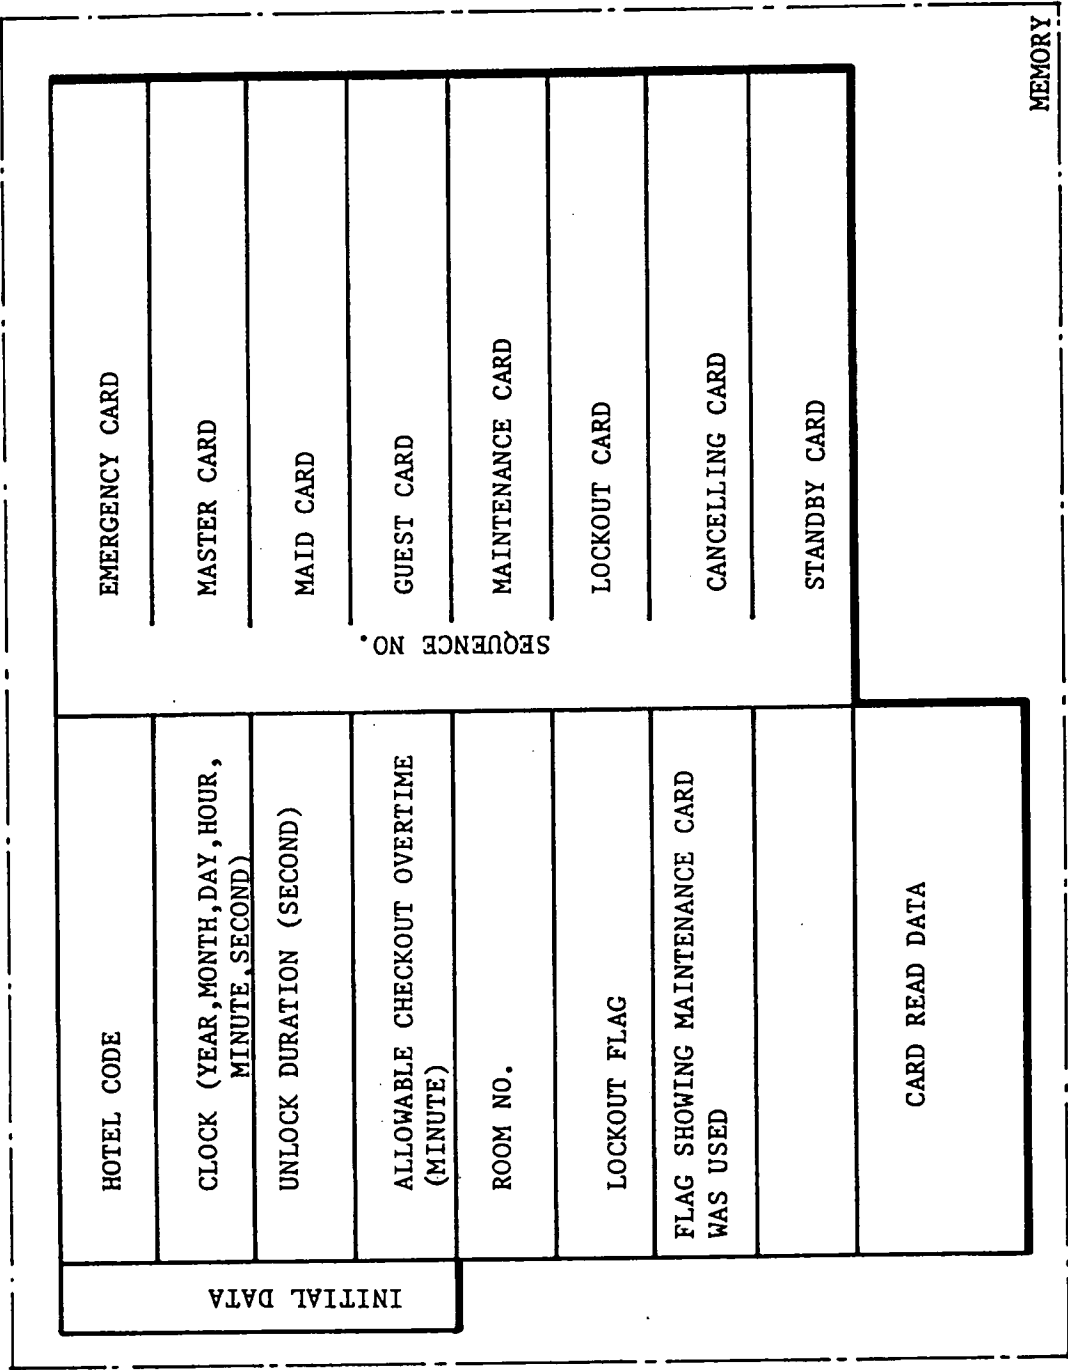 INITIAL DATA
HOTEL CODE
CLOCK (YEAR,MONTH,DAY,HOUR,
MINUTE.SECOND)
UNLOCK DURATION (SECOND)
ALLOWABLE CHECKOUT OVERTIME
(MINUTE)
ROOM NO.
LOCKOUT FLAG
FLAG SHOWING MAINTENANCE CARD
WAS USED
CARD READ DATA
SEQUENCE NO.
EMERGENCY CARD
MASTER CARD
MAID CARD
GUEST CARD
MAINTENANCE CARD
LOCKOUT CARD
CANCELLING CARD
STANDBY CARD
MEMORY